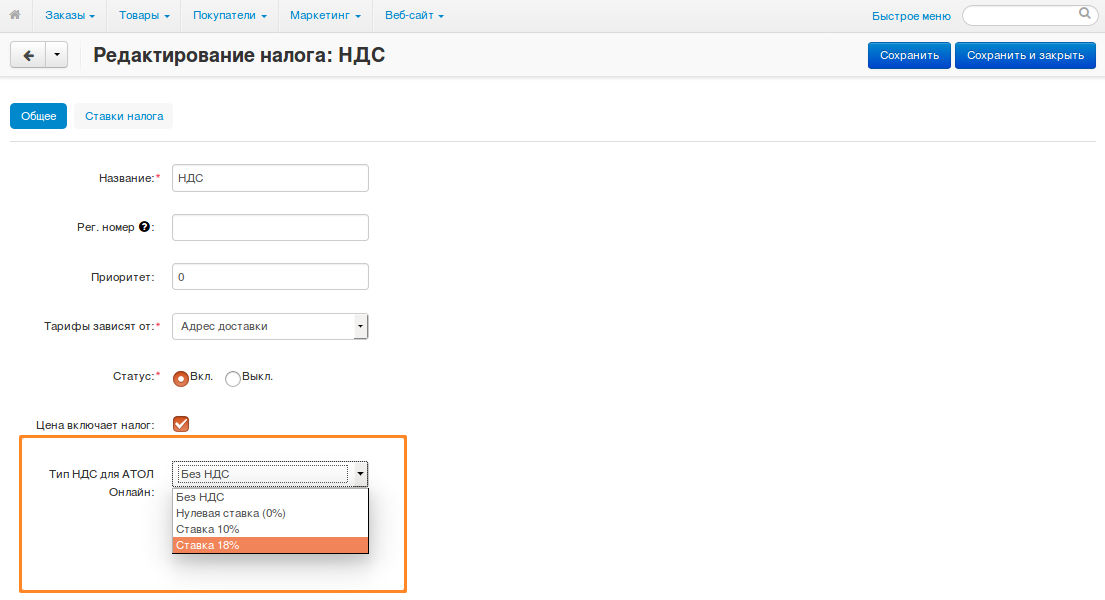 Заказы Товары Покупатели Маркетинг Веб-сайт Быстрое меню
Редактирование налога: НДС Сохранить Сохранить и закрыть
Общее Ставки налога
Название:* НДС
Рег. номер ?:
Приоритет: 0
Тарифы зависят от:* Адрес доставки
Статус:* Вкл. Выкл.
Цена включает налог:
Тип НДС для АТОЛ Без НДС
Онлайн:
Без НДС
Нулевая ставка (0%)
Ставка 10%
Ставка 18%